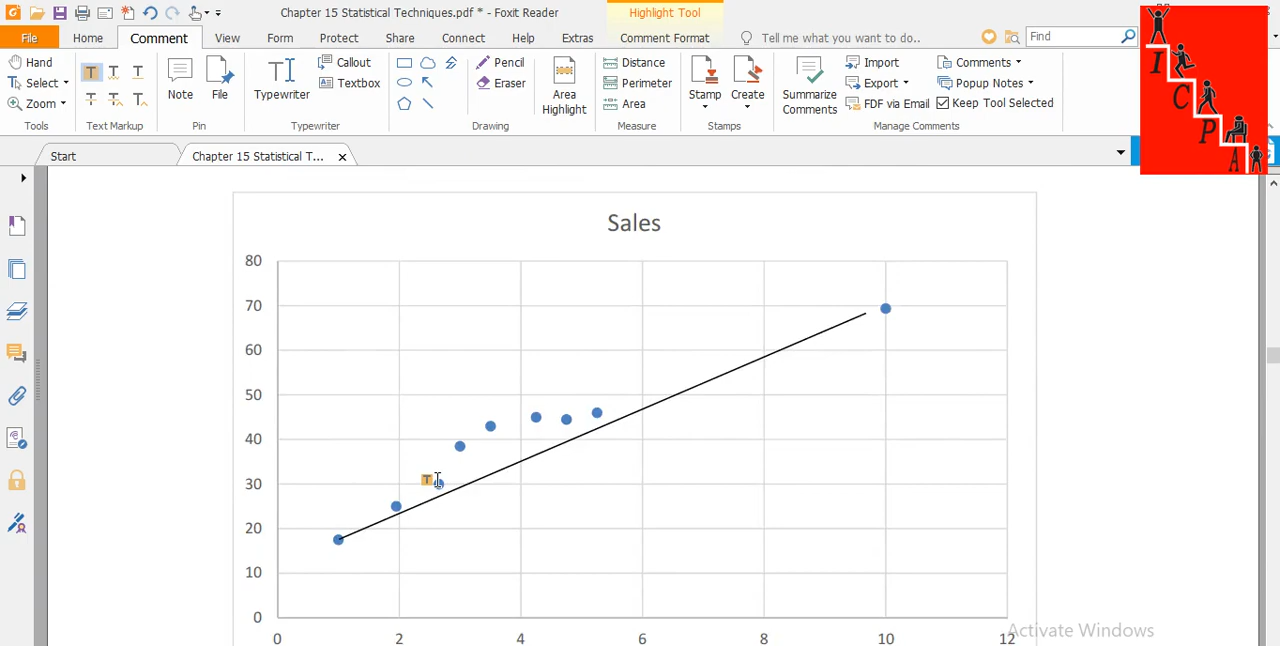 Chapter 15 Statistical Techniques.pdf * - Foxit Reader
Highlight Tool
File Home Comment View Form Protect Share Connect Help Extras Comment Format Tell me what you want to do.. Find
Hand
Select
Zoom
Tools
Text Markup
Note
File
Pin
Typewriter
Callout
Textbox
Typewriter
Pencil
Eraser
Area
Highlight
Drawing
Distance
Perimeter
Area
Measure
Stamp
Create
Stamps
Summarize
Comments
Import
Export
FDF via Email
Comments
Popup Notes
Keep Tool Selected
Manage Comments
I
C
P
A
Start
Chapter 15 Statistical T...
Sales
80
70
60
50
40
30
20
10
0
0 2 4 6 8 10 12
Activate Windows